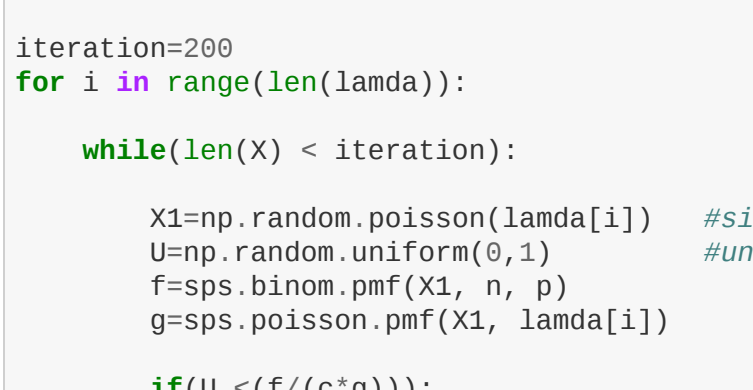 iteration=200
for i in range(len(lamda)):
while(len(X) < iteration):
X1=np.random.poisson(lamda[i]) #si
U=np.random.uniform(0,1) #un
f=sps.binom.pmf(X1, n, p)
g=sps.poisson.pmf(X1, lamda[i])
if(U <(f/(c*g))):